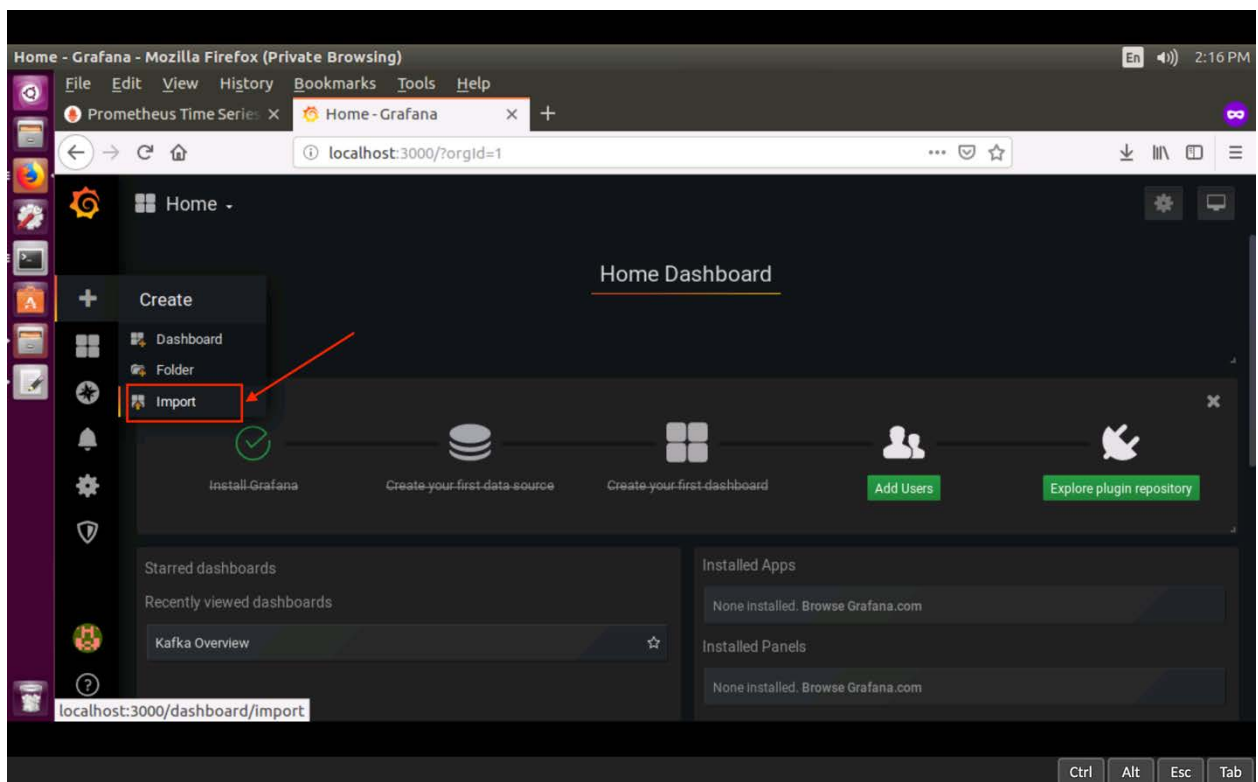 Home - Grafana - Mozilla Firefox (Private Browsing) En 2:16 PM
File Edit View History Bookmarks Tools Help
Prometheus Time Series Home - Grafana
localhost:3000/?orgId=1
Home
Home Dashboard
Create
Dashboard
Folder
Import
Install Grafana Create your first data source Create your first dashboard Add Users Explore plugin repository
Starred dashboards Installed Apps
Recently viewed dashboards None installed. Browse Grafana.com
Kafka Overview Installed Panels
None installed. Browse Grafana.com
localhost:3000/dashboard/import
Ctrl Alt Esc Tab